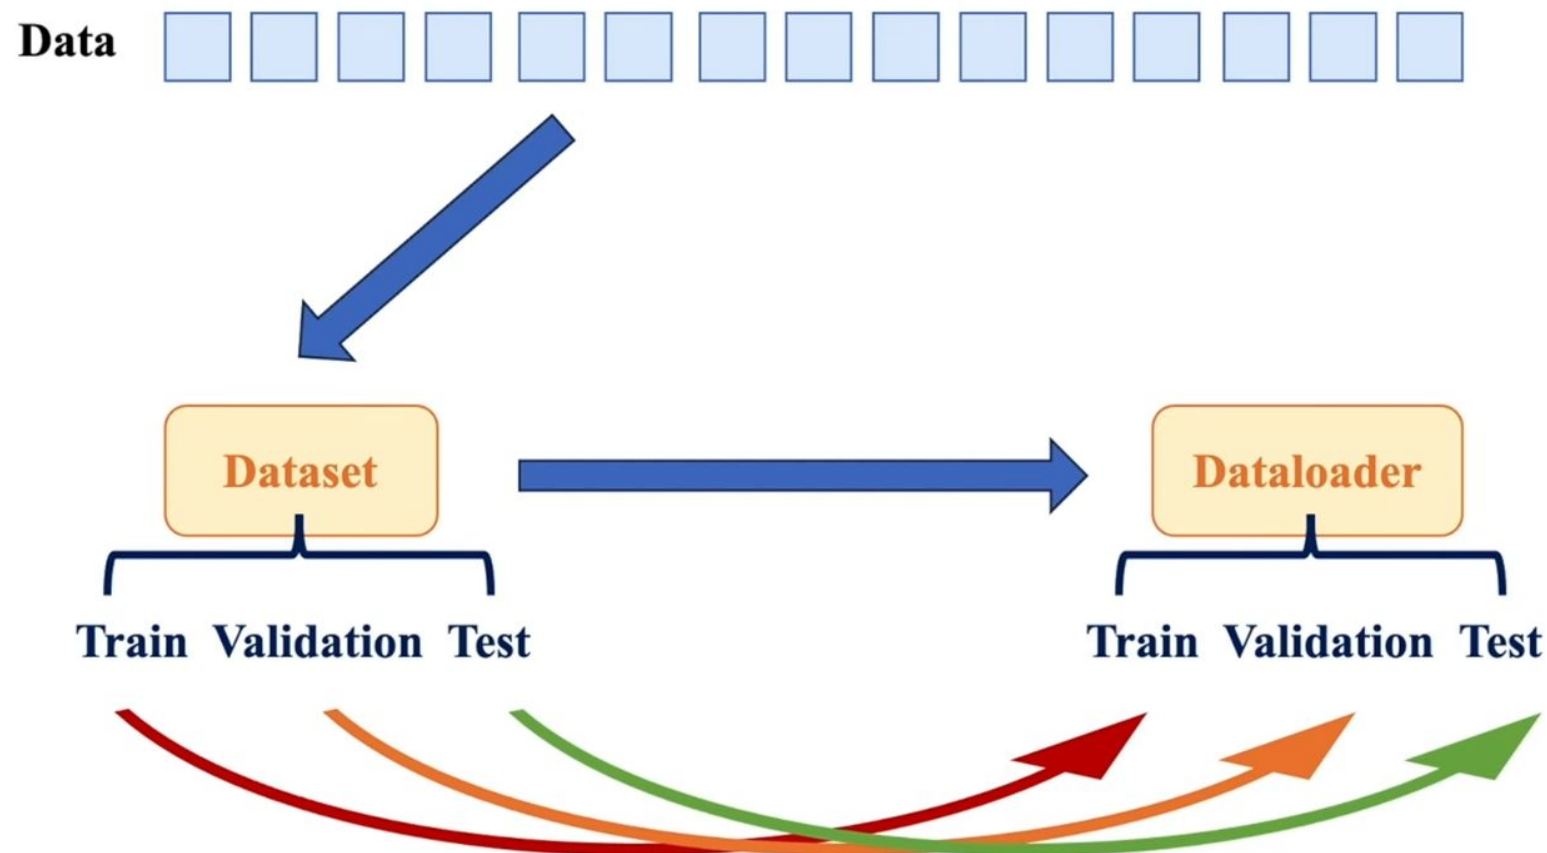 Data
Dataset
Dataloader
Train Validation Test
Train Validation Test